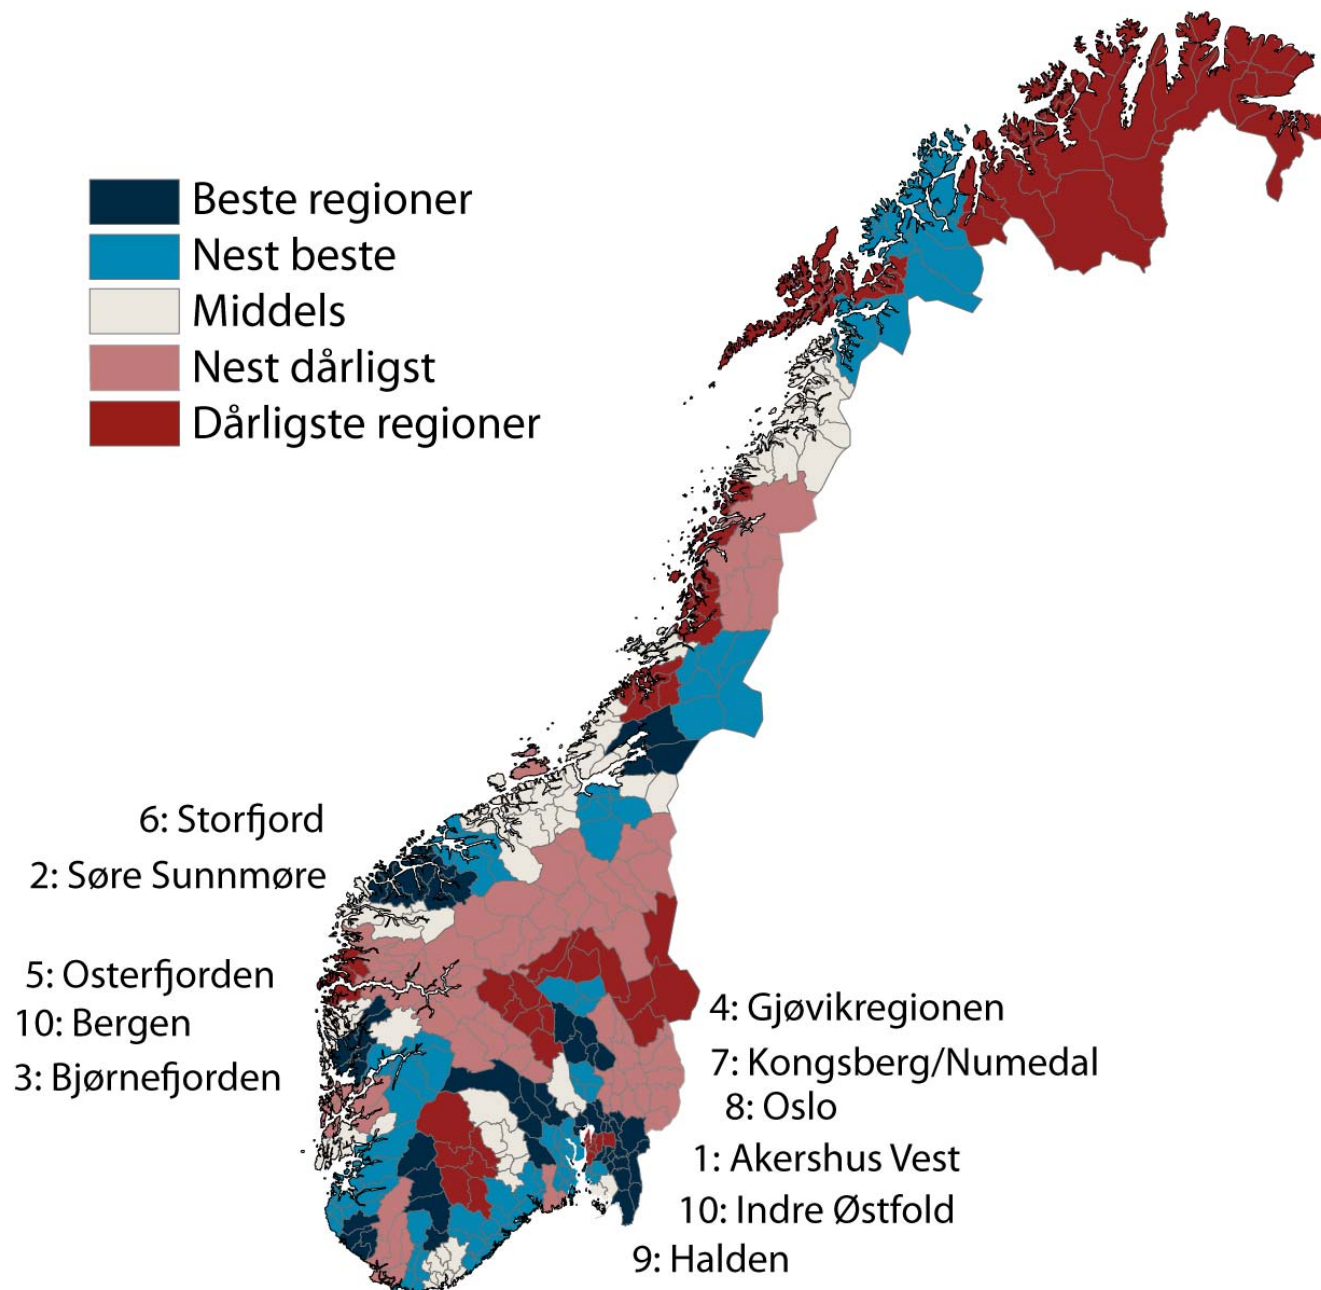 Beste regioner
Nest beste
Middels
Nest dårligst
Dårligste regioner
6: Storfjord
2: Søre Sunnmøre
5: Osterfjorden
10: Bergen
3: Bjørnefjorden
4: Gjøvikregionen
7: Kongsberg/Numedal
8: Oslo
1: Akershus Vest
10: Indre Østfold
9: Halden